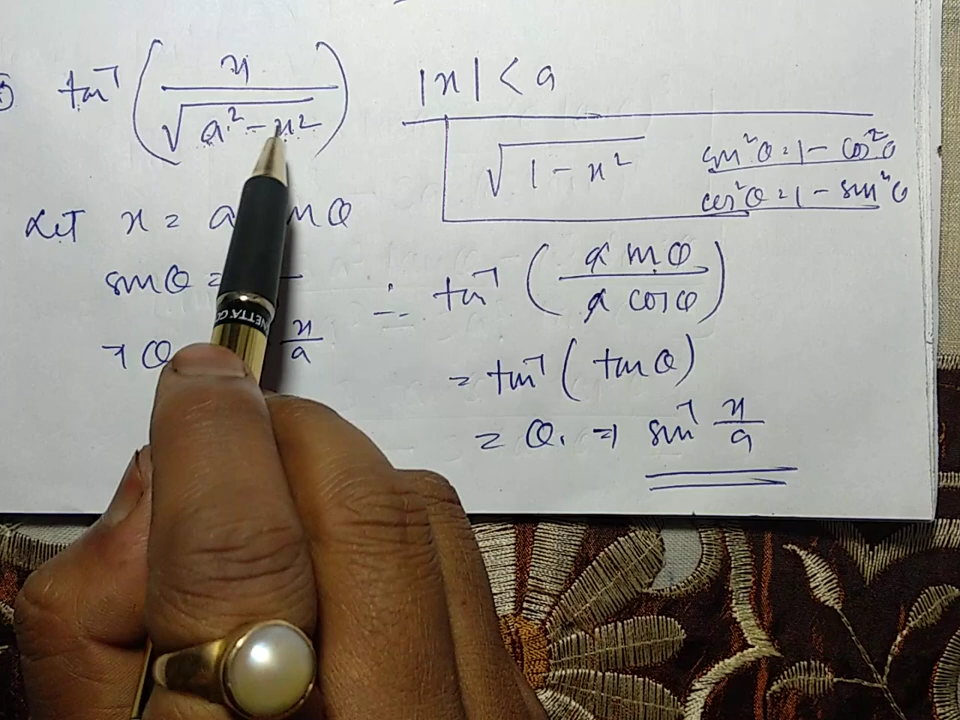 tan⁻¹ (x / √(a² − x²)) |x| < a
√(1 − x²)
sin²θ = 1 − cos²θ
cos²θ = 1 − sin²θ
Let x = a sinθ
sinθ =
∴ tan⁻¹ (a sinθ / a cosθ)
⇒ θ x/a
= tan⁻¹ (tanθ)
= θ. ⇒ sin⁻¹ x/a